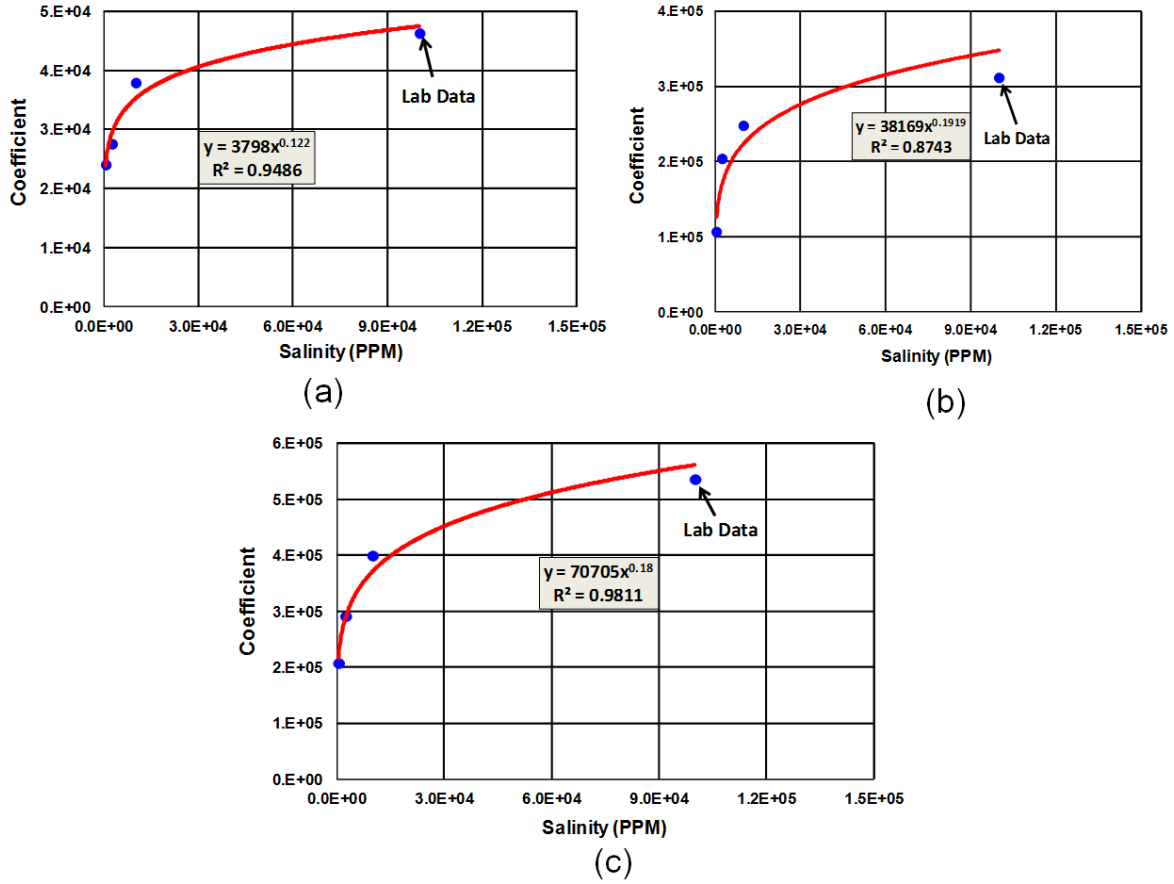 5.E+04
4.E+04
3.E+04
2.E+04
1.E+04
0.E+00
Coefficient
0.0E+00 3.0E+04 6.0E+04 9.0E+04 1.2E+05 1.5E+05
Salinity (PPM)
Lab Data
y = 3798x^0.122
R² = 0.9486
(a)
4.E+05
3.E+05
2.E+05
1.E+05
0.E+00
Coefficient
0.0E+00 3.0E+04 6.0E+04 9.0E+04 1.2E+05 1.5E+05
Salinity (PPM)
Lab Data
y = 38169x^0.1919
R² = 0.8743
(b)
6.E+05
5.E+05
4.E+05
3.E+05
2.E+05
1.E+05
0.E+00
Coefficient
0.0E+00 3.0E+04 6.0E+04 9.0E+04 1.2E+05 1.5E+05
Salinity (PPM)
Lab Data
y = 70705x^0.18
R² = 0.9811
(c)